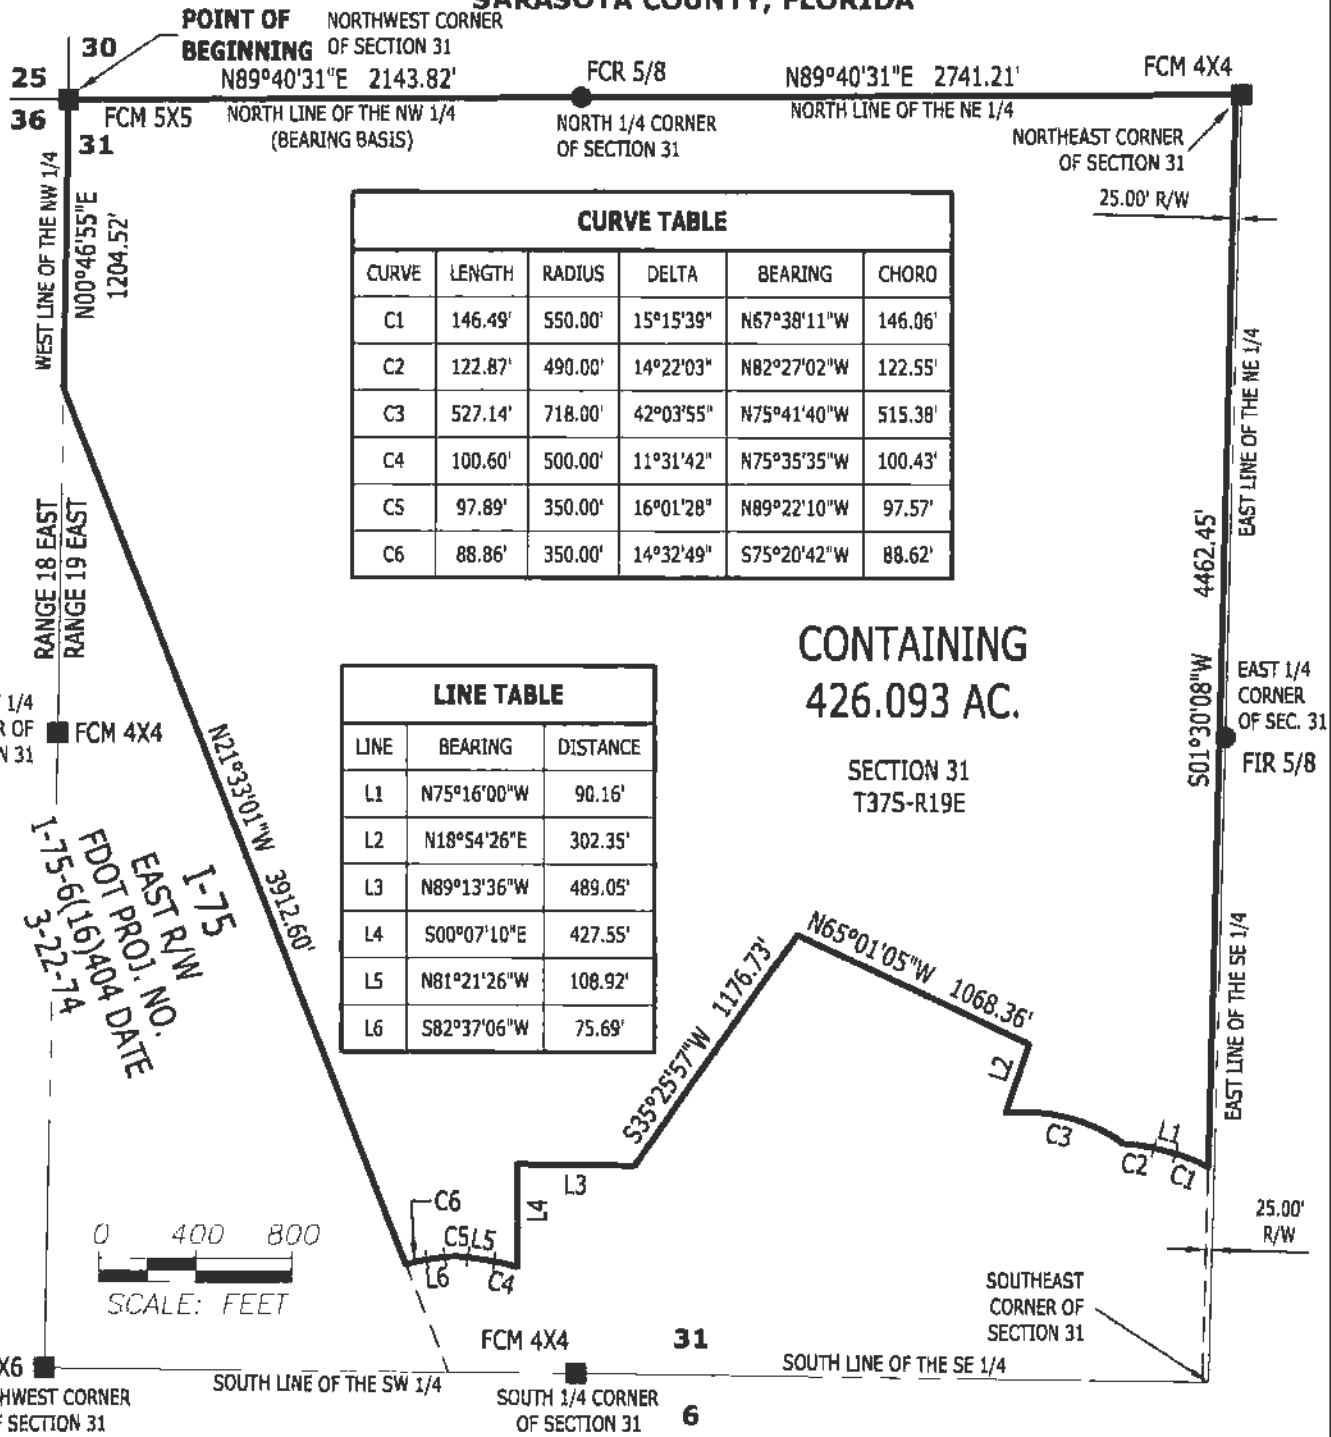 SARASOTA COUNTY, FLORIDA
POINT OF
BEGINNING
NORTHWEST CORNER
OF SECTION 31
30
25
36
31
FCM 5X5
N89°40'31"E 2143.82'
NORTH LINE OF THE NW 1/4
(BEARING BASIS)
FCR 5/8
NORTH 1/4 CORNER
OF SECTION 31
N89°40'31"E 2741.21'
NORTH LINE OF THE NE 1/4
FCM 4X4
NORTHEAST CORNER
OF SECTION 31
25.00' R/W
WEST LINE OF THE NW 1/4
N00°46'55"E
1204.52'
CURVE TABLE
CURVE LENGTH RADIUS DELTA BEARING CHORO
C1 146.49' 550.00' 15°15'39" N67°38'11"W 146.06'
C2 122.87' 490.00' 14°22'03" N82°27'02"W 122.55'
C3 527.14' 718.00' 42°03'55" N75°41'40"W 515.38'
C4 100.60' 500.00' 11°31'42" N75°35'35"W 100.43'
C5 97.89' 350.00' 16°01'28" N89°22'10"W 97.57'
C6 88.86' 350.00' 14°32'49" S75°20'42"W 88.62'
EAST LINE OF THE NE 1/4
S01°30'08"W 4462.45'
RANGE 18 EAST
RANGE 19 EAST
CONTAINING
426.093 AC.
SECTION 31
T37S-R19E
EAST 1/4
CORNER
OF SEC. 31
FIR 5/8
1/4
R OF
N 31
FCM 4X4
LINE TABLE
LINE BEARING DISTANCE
L1 N75°16'00"W 90.16'
L2 N18°54'26"E 302.35'
L3 N89°13'36"W 489.05'
L4 S00°07'10"E 427.55'
L5 N81°21'26"W 108.92'
L6 S82°37'06"W 75.69'
N21°33'01"W 3912.60'
I-75
EAST R/W
FDOT PROJ. NO.
I-75-6(16)404 DATE
3-22-74
S35°25'57"W 1176.73'
N65°01'05"W 1068.36'
L2
C3
L1
C2
C1
EAST LINE OF THE SE 1/4
L3
L4
C6
C5
L5
L6
C4
25.00'
R/W
0 400 800
SCALE: FEET
SOUTHEAST
CORNER OF
SECTION 31
X6
HWEST CORNER
F SECTION 31
SOUTH LINE OF THE SW 1/4
FCM 4X4
SOUTH 1/4 CORNER
OF SECTION 31
31
6
SOUTH LINE OF THE SE 1/4